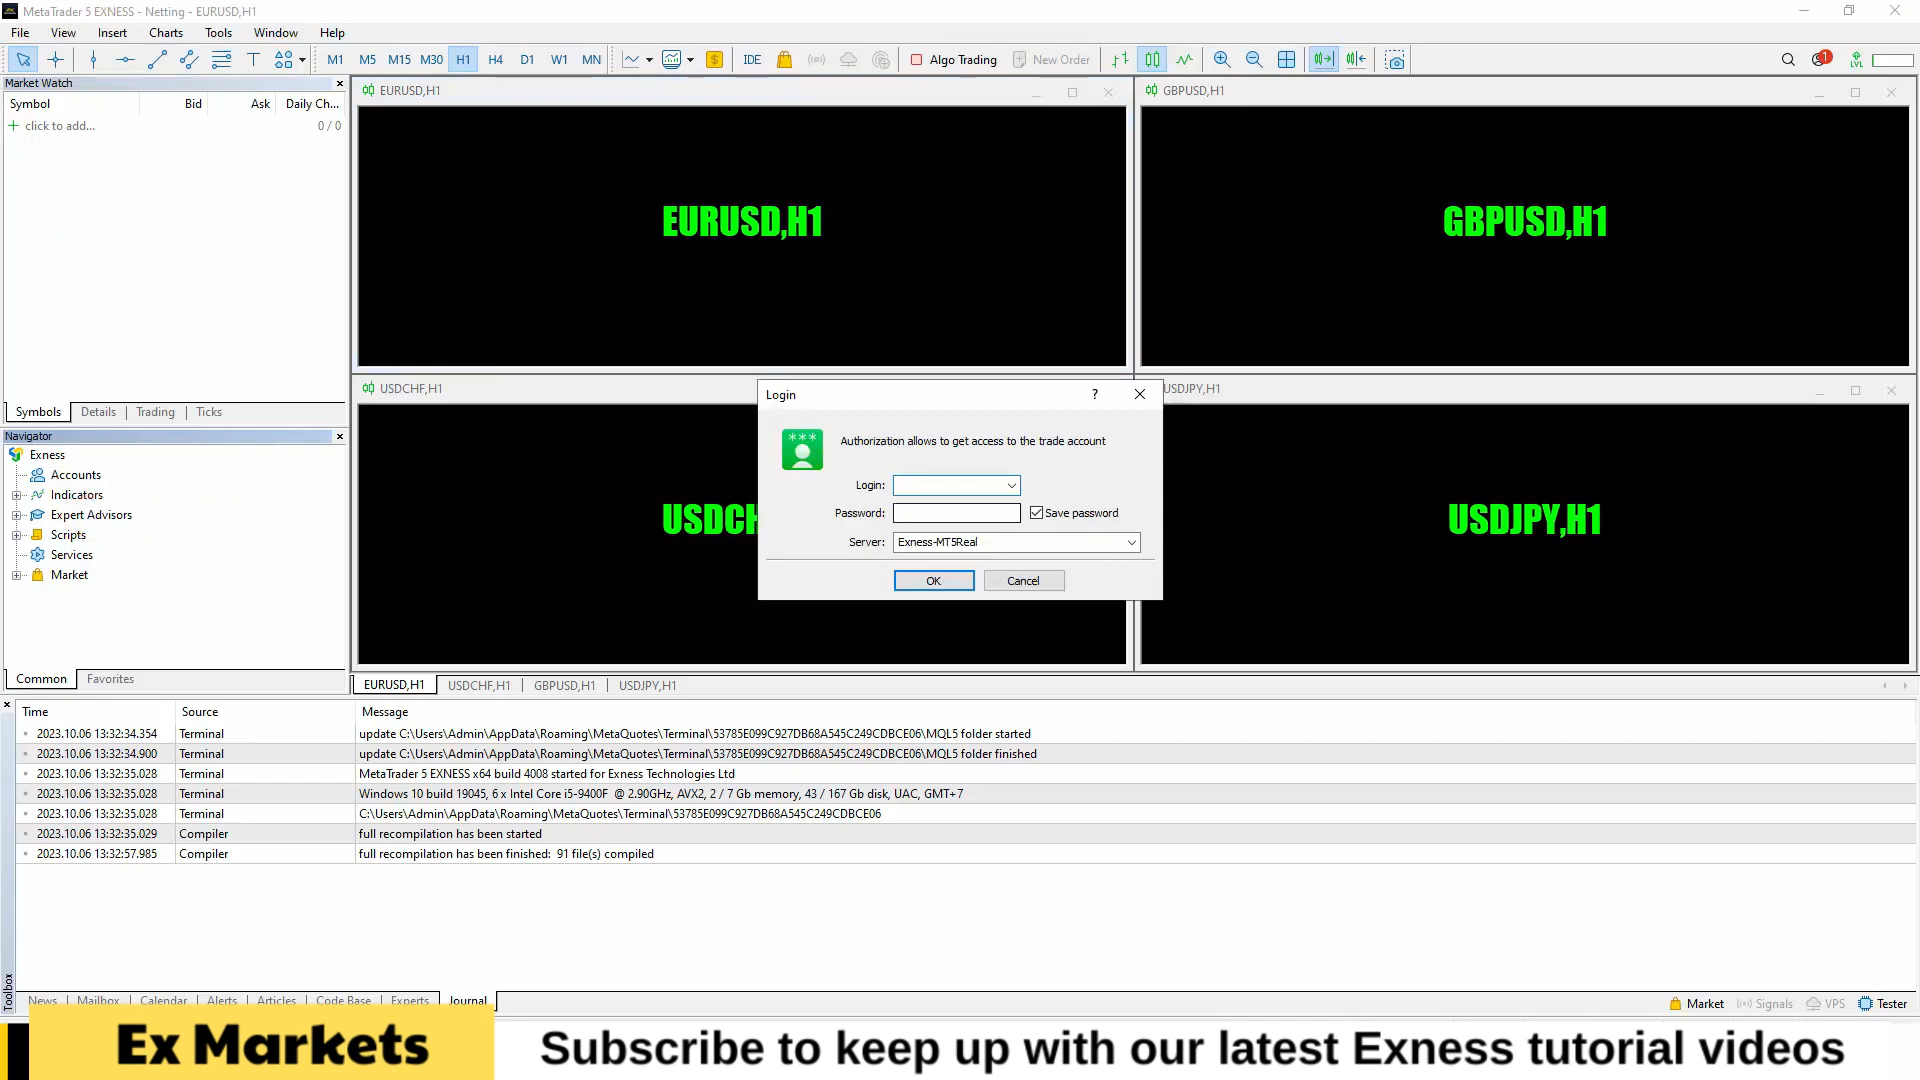 MetaTrader 5 EXNESS - Netting - EURUSD,H1
File View Insert Charts Tools Window Help
M1 M5 M15 M30 H1 H4 D1 W1 MN IDE Algo Trading New Order 1 LVL
Market Watch
Symbol Bid Ask Daily Ch...
click to add... 0 / 0
Symbols Details Trading Ticks
Navigator
Exness
Accounts
Indicators
Expert Advisors
Scripts
Services
Market
Common Favorites
EURUSD,H1
EURUSD,H1
GBPUSD,H1
GBPUSD,H1
USDCHF,H1
USDCH
USDJPY,H1
USDJPY,H1
Login ?
Authorization allows to get access to the trade account
Login:
Password: Save password
Server: Exness-MT5Real
OK Cancel
EURUSD,H1 USDCHF,H1 GBPUSD,H1 USDJPY,H1
Time Source Message
2023.10.06 13:32:34.354 Terminal update C:\Users\Admin\AppData\Roaming\MetaQuotes\Terminal\53785E099C927DB68A545C249CDBCE06\MQL5 folder started
2023.10.06 13:32:34.900 Terminal update C:\Users\Admin\AppData\Roaming\MetaQuotes\Terminal\53785E099C927DB68A545C249CDBCE06\MQL5 folder finished
2023.10.06 13:32:35.028 Terminal MetaTrader 5 EXNESS x64 build 4008 started for Exness Technologies Ltd
2023.10.06 13:32:35.028 Terminal Windows 10 build 19045, 6 x Intel Core i5-9400F @ 2.90GHz, AVX2, 2 / 7 Gb memory, 43 / 167 Gb disk, UAC, GMT+7
2023.10.06 13:32:35.028 Terminal C:\Users\Admin\AppData\Roaming\MetaQuotes\Terminal\53785E099C927DB68A545C249CDBCE06
2023.10.06 13:32:35.029 Compiler full recompilation has been started
2023.10.06 13:32:57.985 Compiler full recompilation has been finished: 91 file(s) compiled
Toolbox
News Mailbox Calendar Alerts Articles Code Base Experts Journal
Market Signals VPS Tester
Ex Markets
Subscribe to keep up with our latest Exness tutorial videos